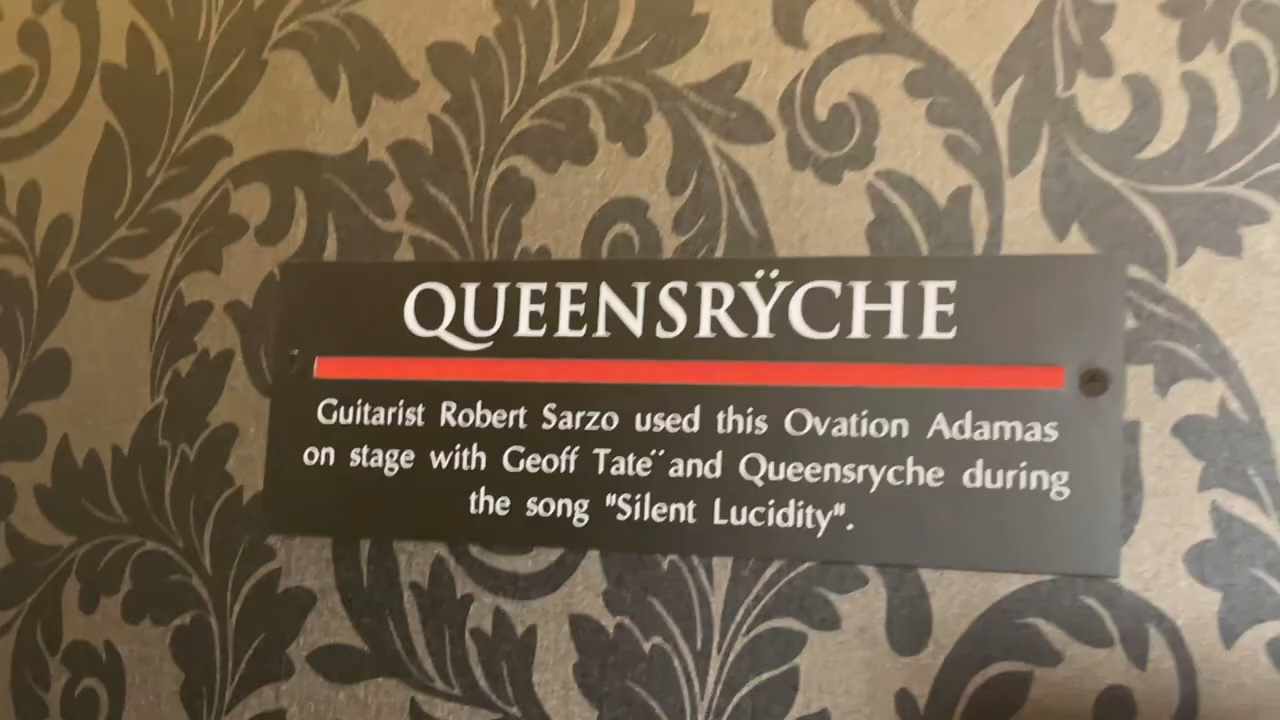 QUEENSRŸCHE
Guitarist Robert Sarzo used this Ovation Adamas
on stage with Geoff Tate¨ and Queensryche during
the song "Silent Lucidity".